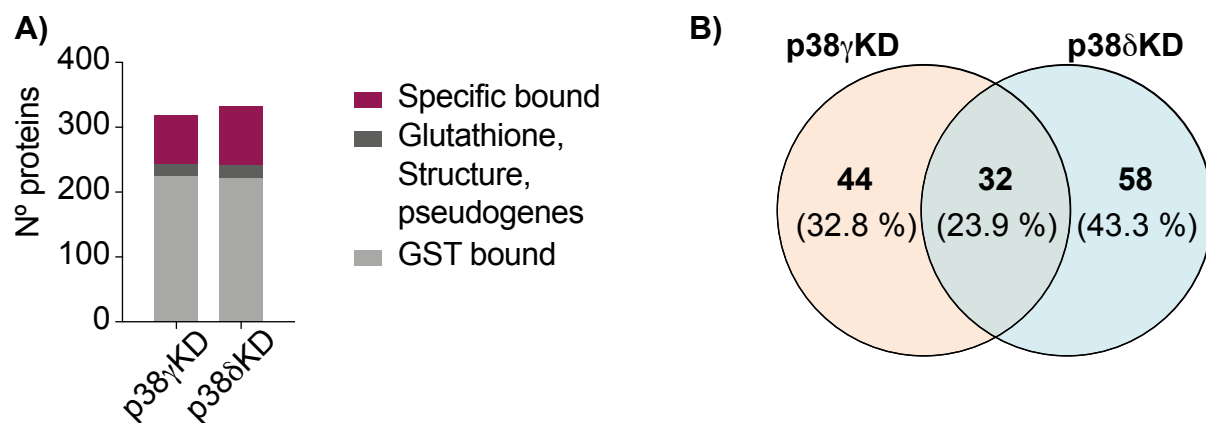 A)
Nº proteins
400
300
200
100
0
p38γKD
p38δKD
Specific bound
Glutathione,
Structure,
pseudogenes
GST bound
B)
p38γKD
p38δKD
44
(32.8 %)
32
(23.9 %)
58
(43.3 %)